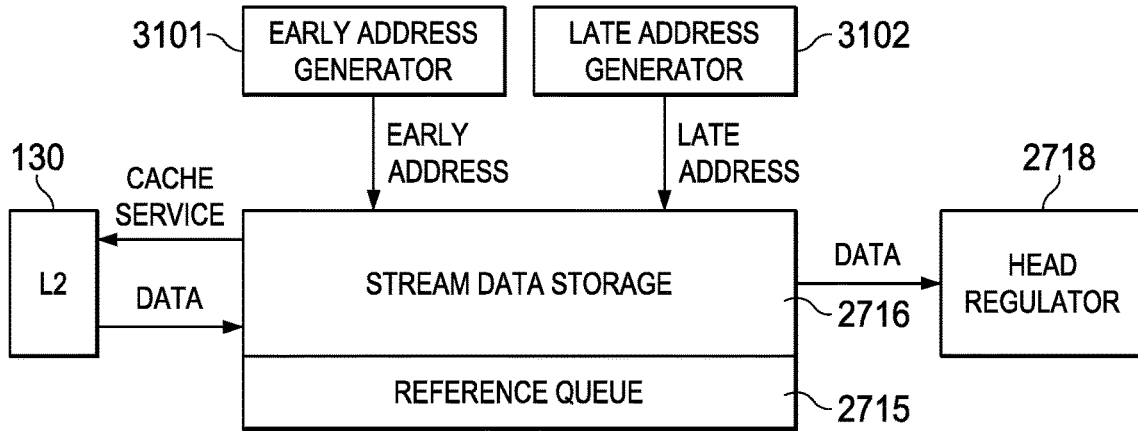 3101
EARLY ADDRESS
GENERATOR
LATE ADDRESS
GENERATOR
3102
EARLY
ADDRESS
LATE
ADDRESS
130
CACHE
SERVICE
2718
L2
DATA
STREAM DATA STORAGE
2716
DATA
HEAD
REGULATOR
REFERENCE QUEUE
2715